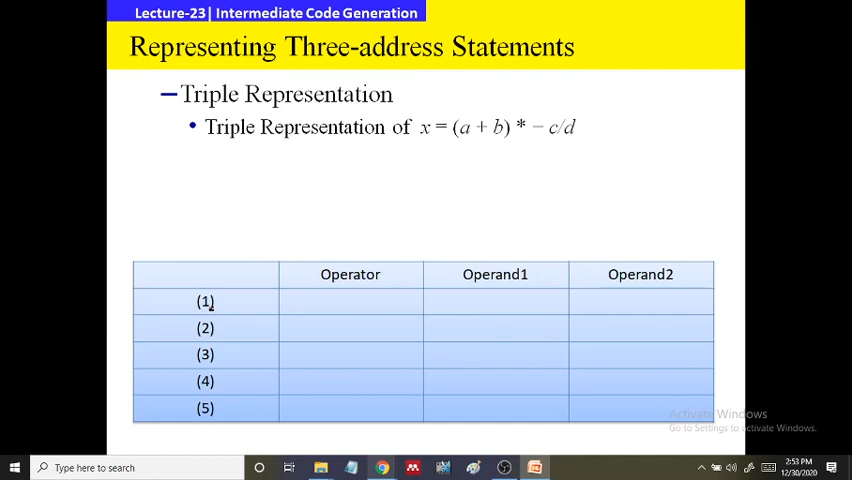 Lecture-23| Intermediate Code Generation
Representing Three-address Statements
–Triple Representation
• Triple Representation of x = (a + b) * − c/d
Operator Operand1 Operand2
(1)
(2)
(3)
(4)
(5)
Activate Windows
Go to Settings to activate Windows.
Type here to search
2:53 PM
12/30/2020